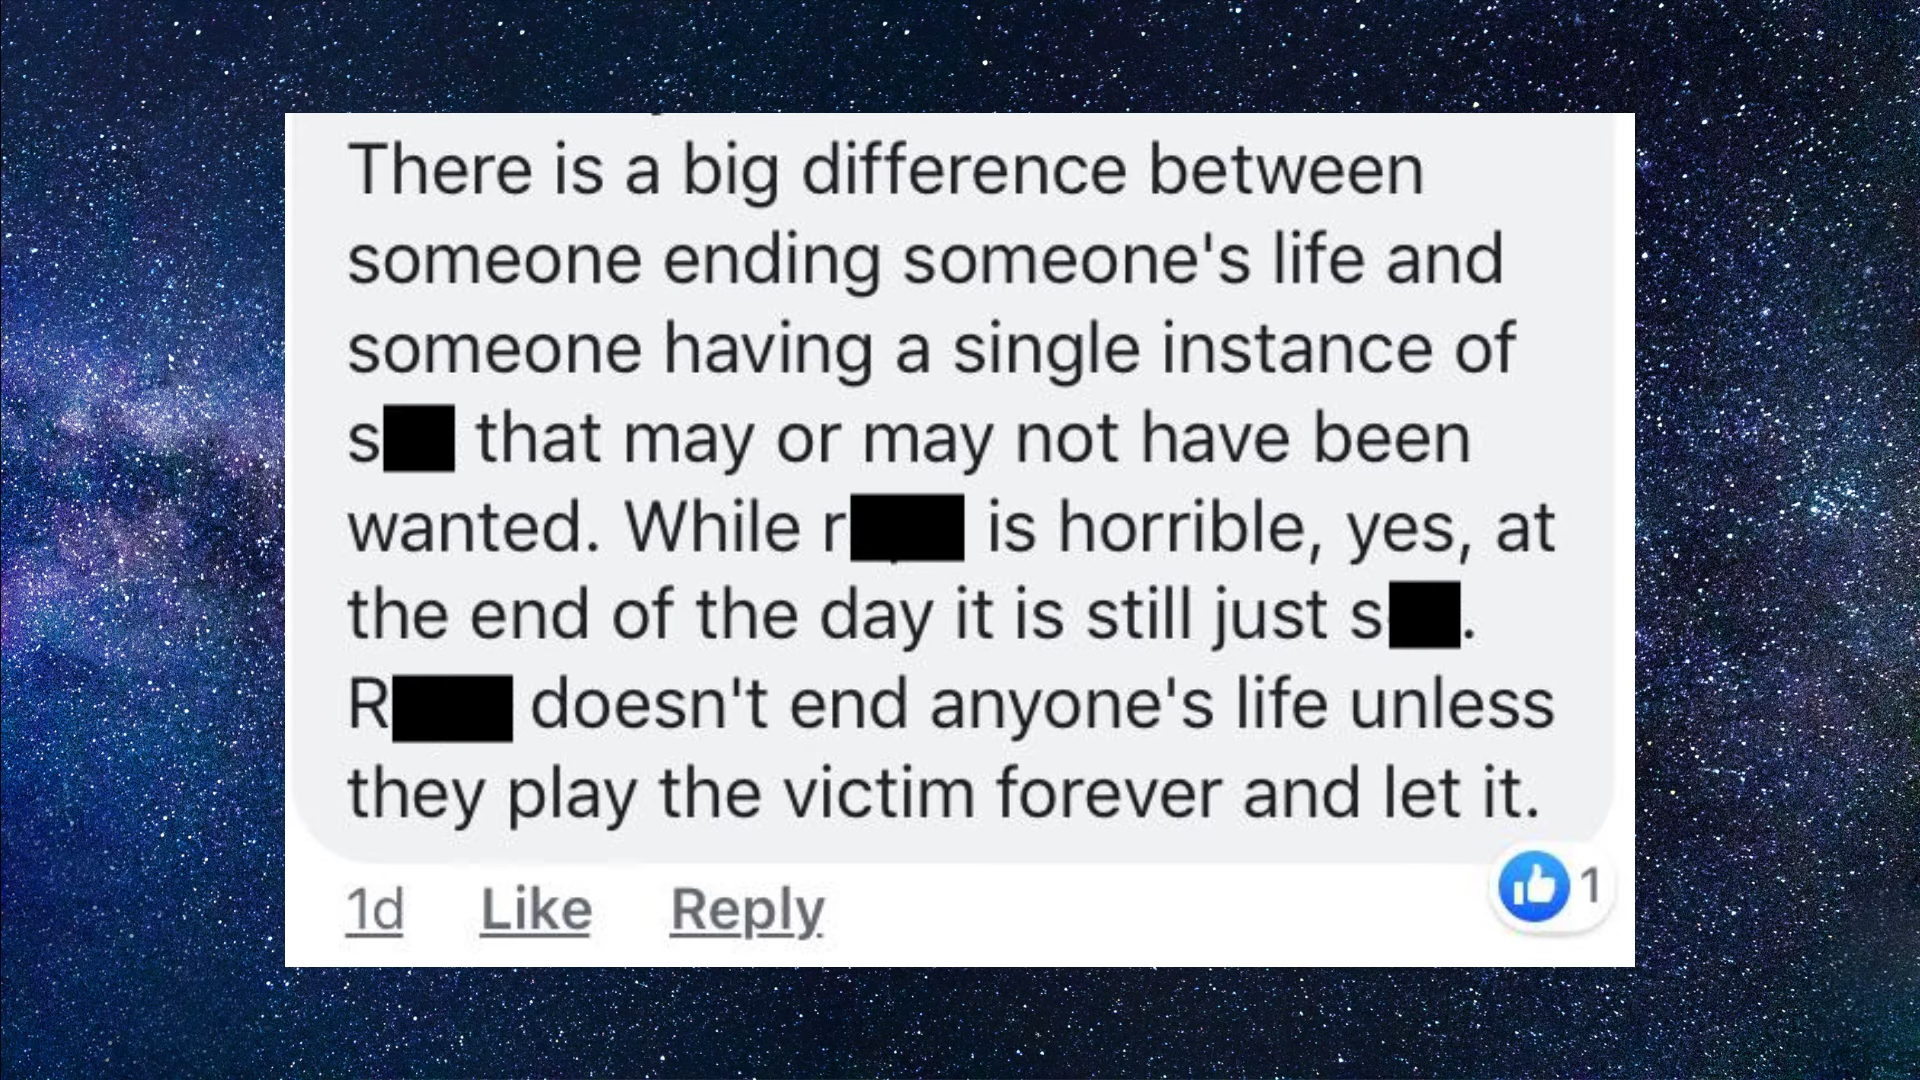 There is a big difference between
someone ending someone's life and
someone having a single instance of
s that may or may not have been
wanted. While r is horrible, yes, at
the end of the day it is still just s .
R doesn't end anyone's life unless
they play the victim forever and let it.
1d Like Reply 1